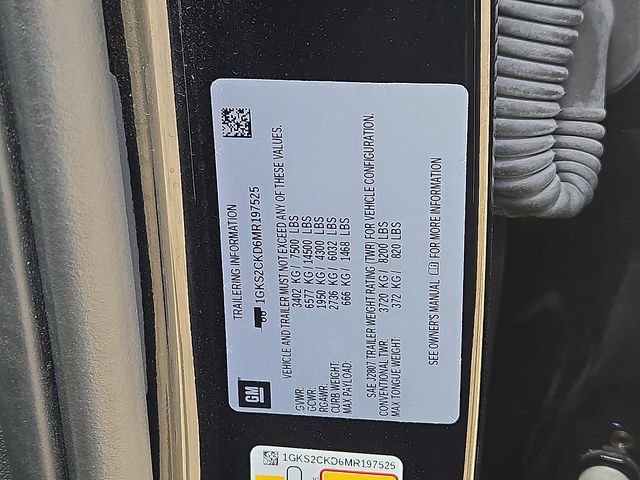 GM
TRAILERING INFORMATION
1GKS2CKD6MR197525
VEHICLE AND TRAILER MUST NOT EXCEED ANY OF THESE VALUES.
GVWR: 3402 KG / 7500 LBS
GCWR: 6577 KG / 14500 LBS
RGAWR: 1950 KG / 4300 LBS
CURB WEIGHT: 2736 KG / 6032 LBS
MAX PAYLOAD: 666 KG / 1468 LBS
SAE J2807 TRAILER WEIGHT RATING (TWR) FOR VEHICLE CONFIGURATION.
CONVENTIONAL TWR: 3720 KG / 8200 LBS
MAX TONGUE WEIGHT: 372 KG / 820 LBS
SEE OWNER'S MANUAL FOR MORE INFORMATION
1GKS2CKD6MR197525